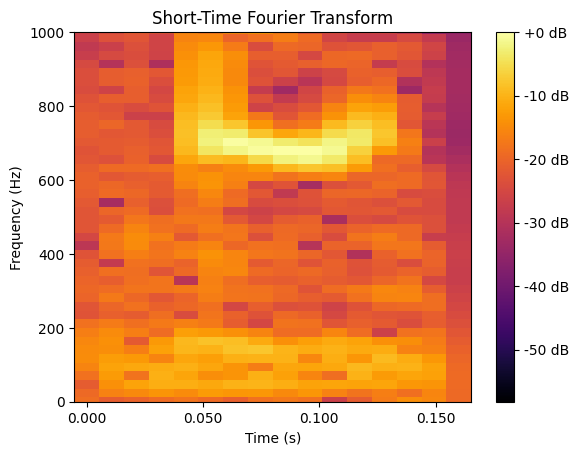 Short-Time Fourier Transform
1000
800
600
400
200
0
Frequency (Hz)
0.000
0.050
0.100
0.150
Time (s)
+0 dB
-10 dB
-20 dB
-30 dB
-40 dB
-50 dB